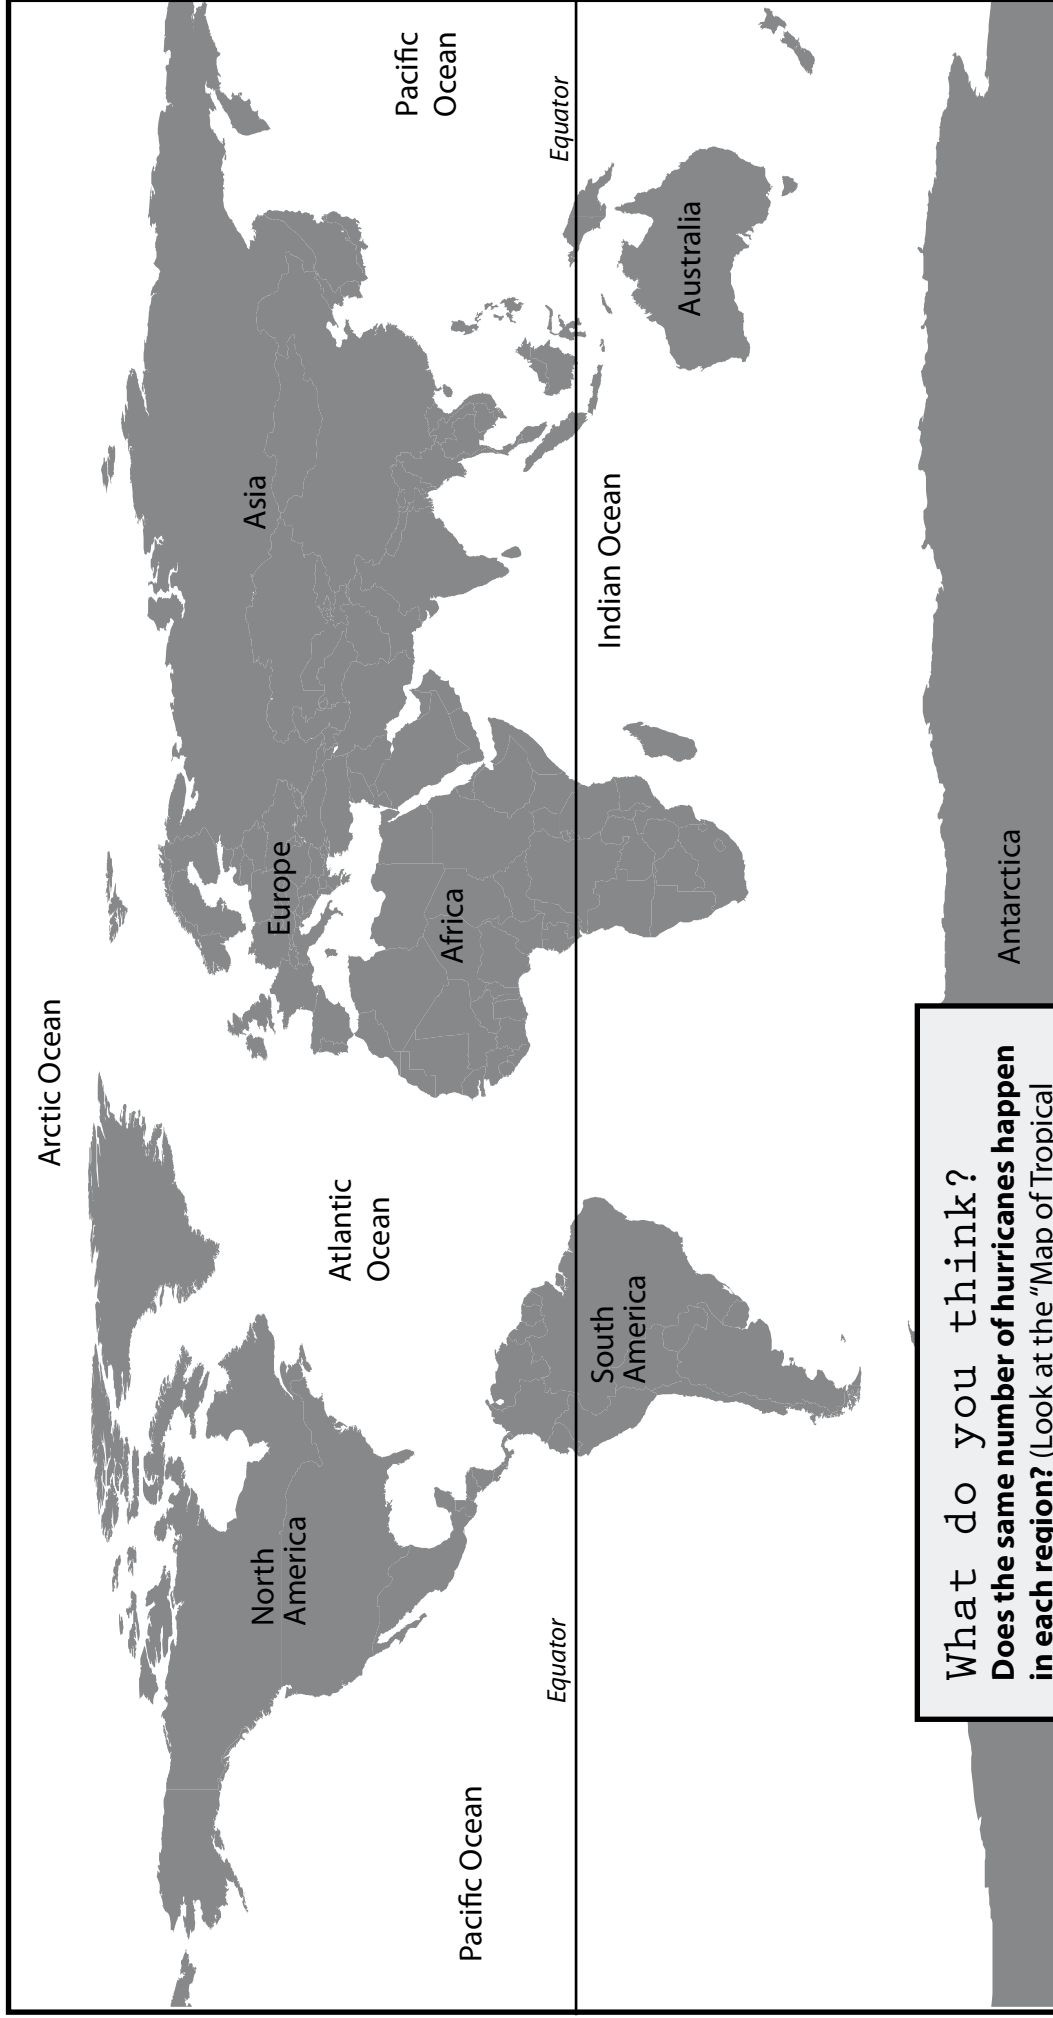 Arctic Ocean
North
America
Atlantic
Ocean
Europe
Asia
Pacific
Ocean
Pacific Ocean
Africa
Equator
Equator
South
America
Indian Ocean
Australia
Antarctica
What do you think?
Does the same number of hurricanes happen
in each region? (Look at the “Map of Tropical